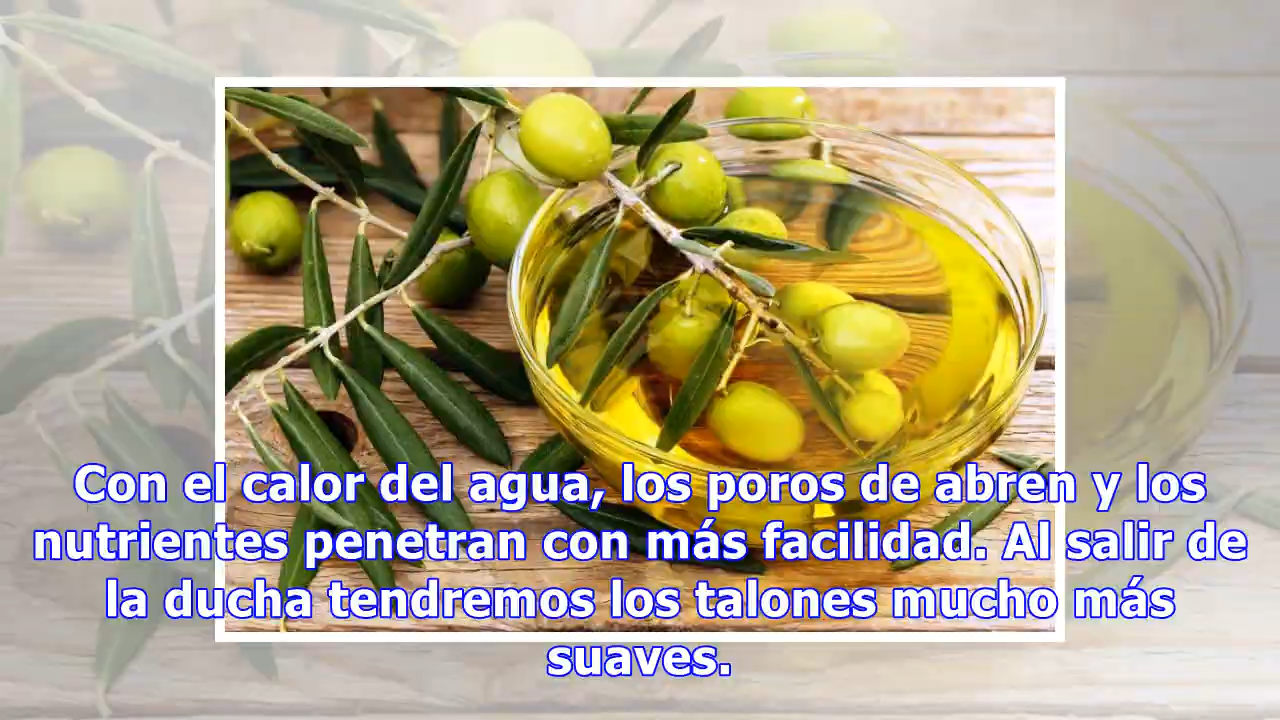 Con el calor del agua, los poros de abren y los
nutrientes penetran con más facilidad. Al salir de
la ducha tendremos los talones mucho más
suaves.